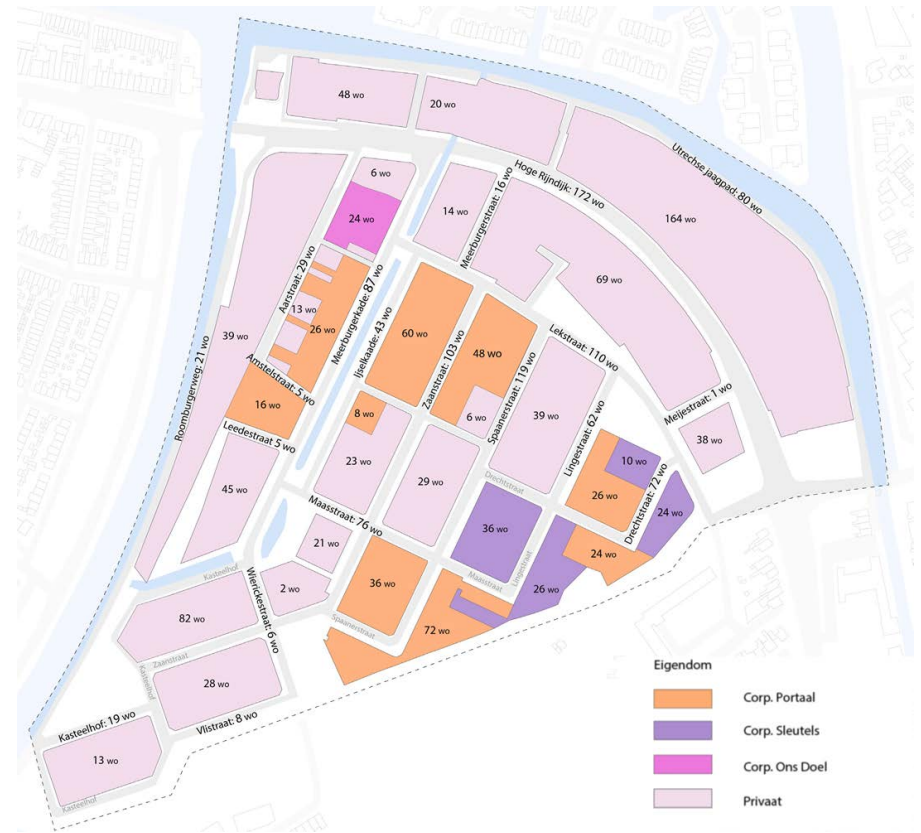 48 wo
20 wo
Utrechse jaagpad: 80 wo
Hoge Rijndijk: 172 wo
6 wo
24 wo
14 wo
Meerburgerstraat: 16 wo
164 wo
Aarstraat: 29 wo
Meerburgerkade: 87 wo
69 wo
13 wo
26 wo
Ijselkaade: 43 wo
60 wo
Zaanstraat: 103 wo
48 wo
Lekstraat: 110 wo
39 wo
Roomburgerweg: 21 wo
Amstelstraat: 5 wo
Spaanerstraat: 119 wo
Meijestraat: 1 wo
16 wo
8 wo
6 wo
39 wo
Lingestraat: 62 wo
38 wo
Leedestraat 5 wo
23 wo
29 wo
10 wo
45 wo
Drechtstraat
26 wo
Drechtstraat: 72 wo
24 wo
Maasstraat: 76 wo
36 wo
21 wo
24 wo
Kasteelhof
Wierickestraat: 6 wo
2 wo
36 wo
Maasstraat
Lingestraat
26 wo
82 wo
Spaanerstraat
72 wo
Zaanstraat
Kasteelhof
28 wo
Kasteelhof: 19 wo
Vlistraat: 8 wo
13 wo
Kasteelhof
Eigendom
Corp. Portaal
Corp. Sleutels
Corp. Ons Doel
Privaat